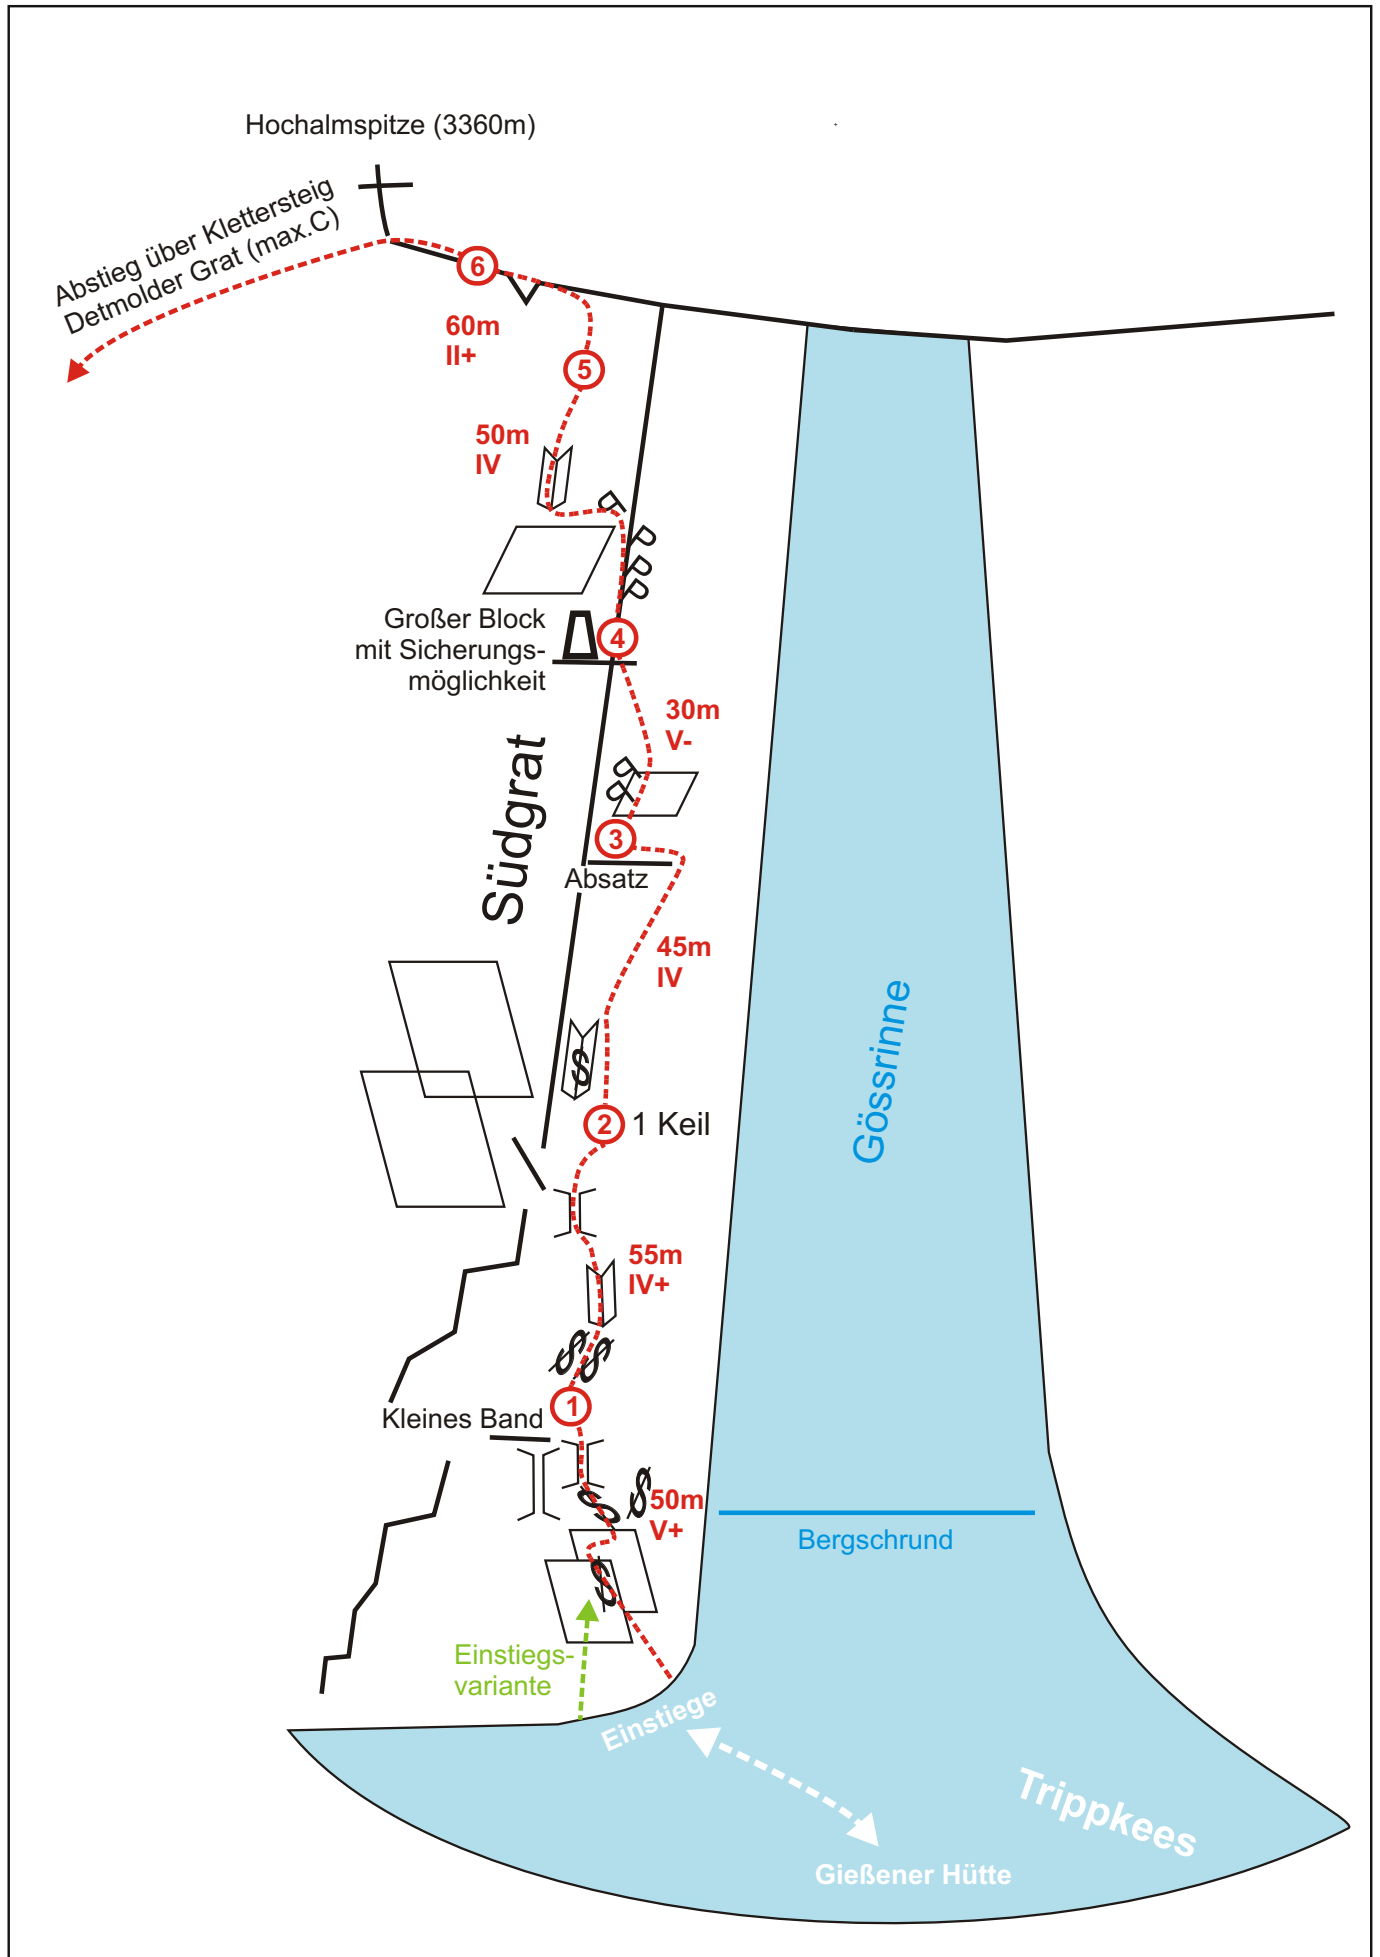 Hochalmspitze (3360m)
Abstieg über Klettersteig
Detmolder Grat (max.C)
6
60m
II+
5
50m
IV
Großer Block
mit Sicherungs-
möglichkeit
4
30m
V-
Südgrat
3
Absatz
45m
IV
Gössrinne
2 1 Keil
55m
IV+
1
Kleines Band
50m
V+
Bergschrund
Einstiegs-
variante
Einstiege
Trippkees
Gießener Hütte